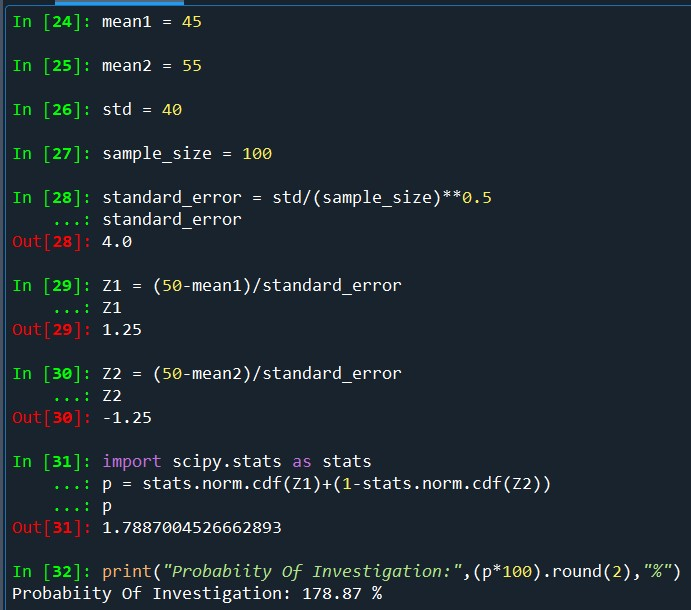 In [24]: mean1 = 45
In [25]: mean2 = 55
In [26]: std = 40
In [27]: sample_size = 100
In [28]: standard_error = std/(sample_size)**0.5
...: standard_error
Out[28]: 4.0
In [29]: Z1 = (50-mean1)/standard_error
...: Z1
Out[29]: 1.25
In [30]: Z2 = (50-mean2)/standard_error
...: Z2
Out[30]: -1.25
In [31]: import scipy.stats as stats
...: p = stats.norm.cdf(Z1)+(1-stats.norm.cdf(Z2))
...: p
Out[31]: 1.7887004526662893
In [32]: print("Probabiity Of Investigation:",(p*100).round(2),"%")
Probabiity Of Investigation: 178.87 %